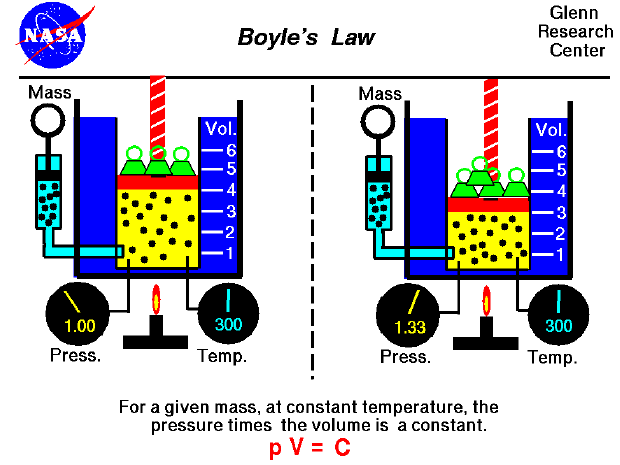 NASA
Boyle's Law
Glenn
Research
Center
Mass
Vol.
6
5
4
3
2
1
1.00
300
Press.
Temp.
Mass
Vol.
6
5
4
3
2
1
1.33
300
Press.
Temp.
For a given mass, at constant temperature, the
pressure times the volume is a constant.
p V = C